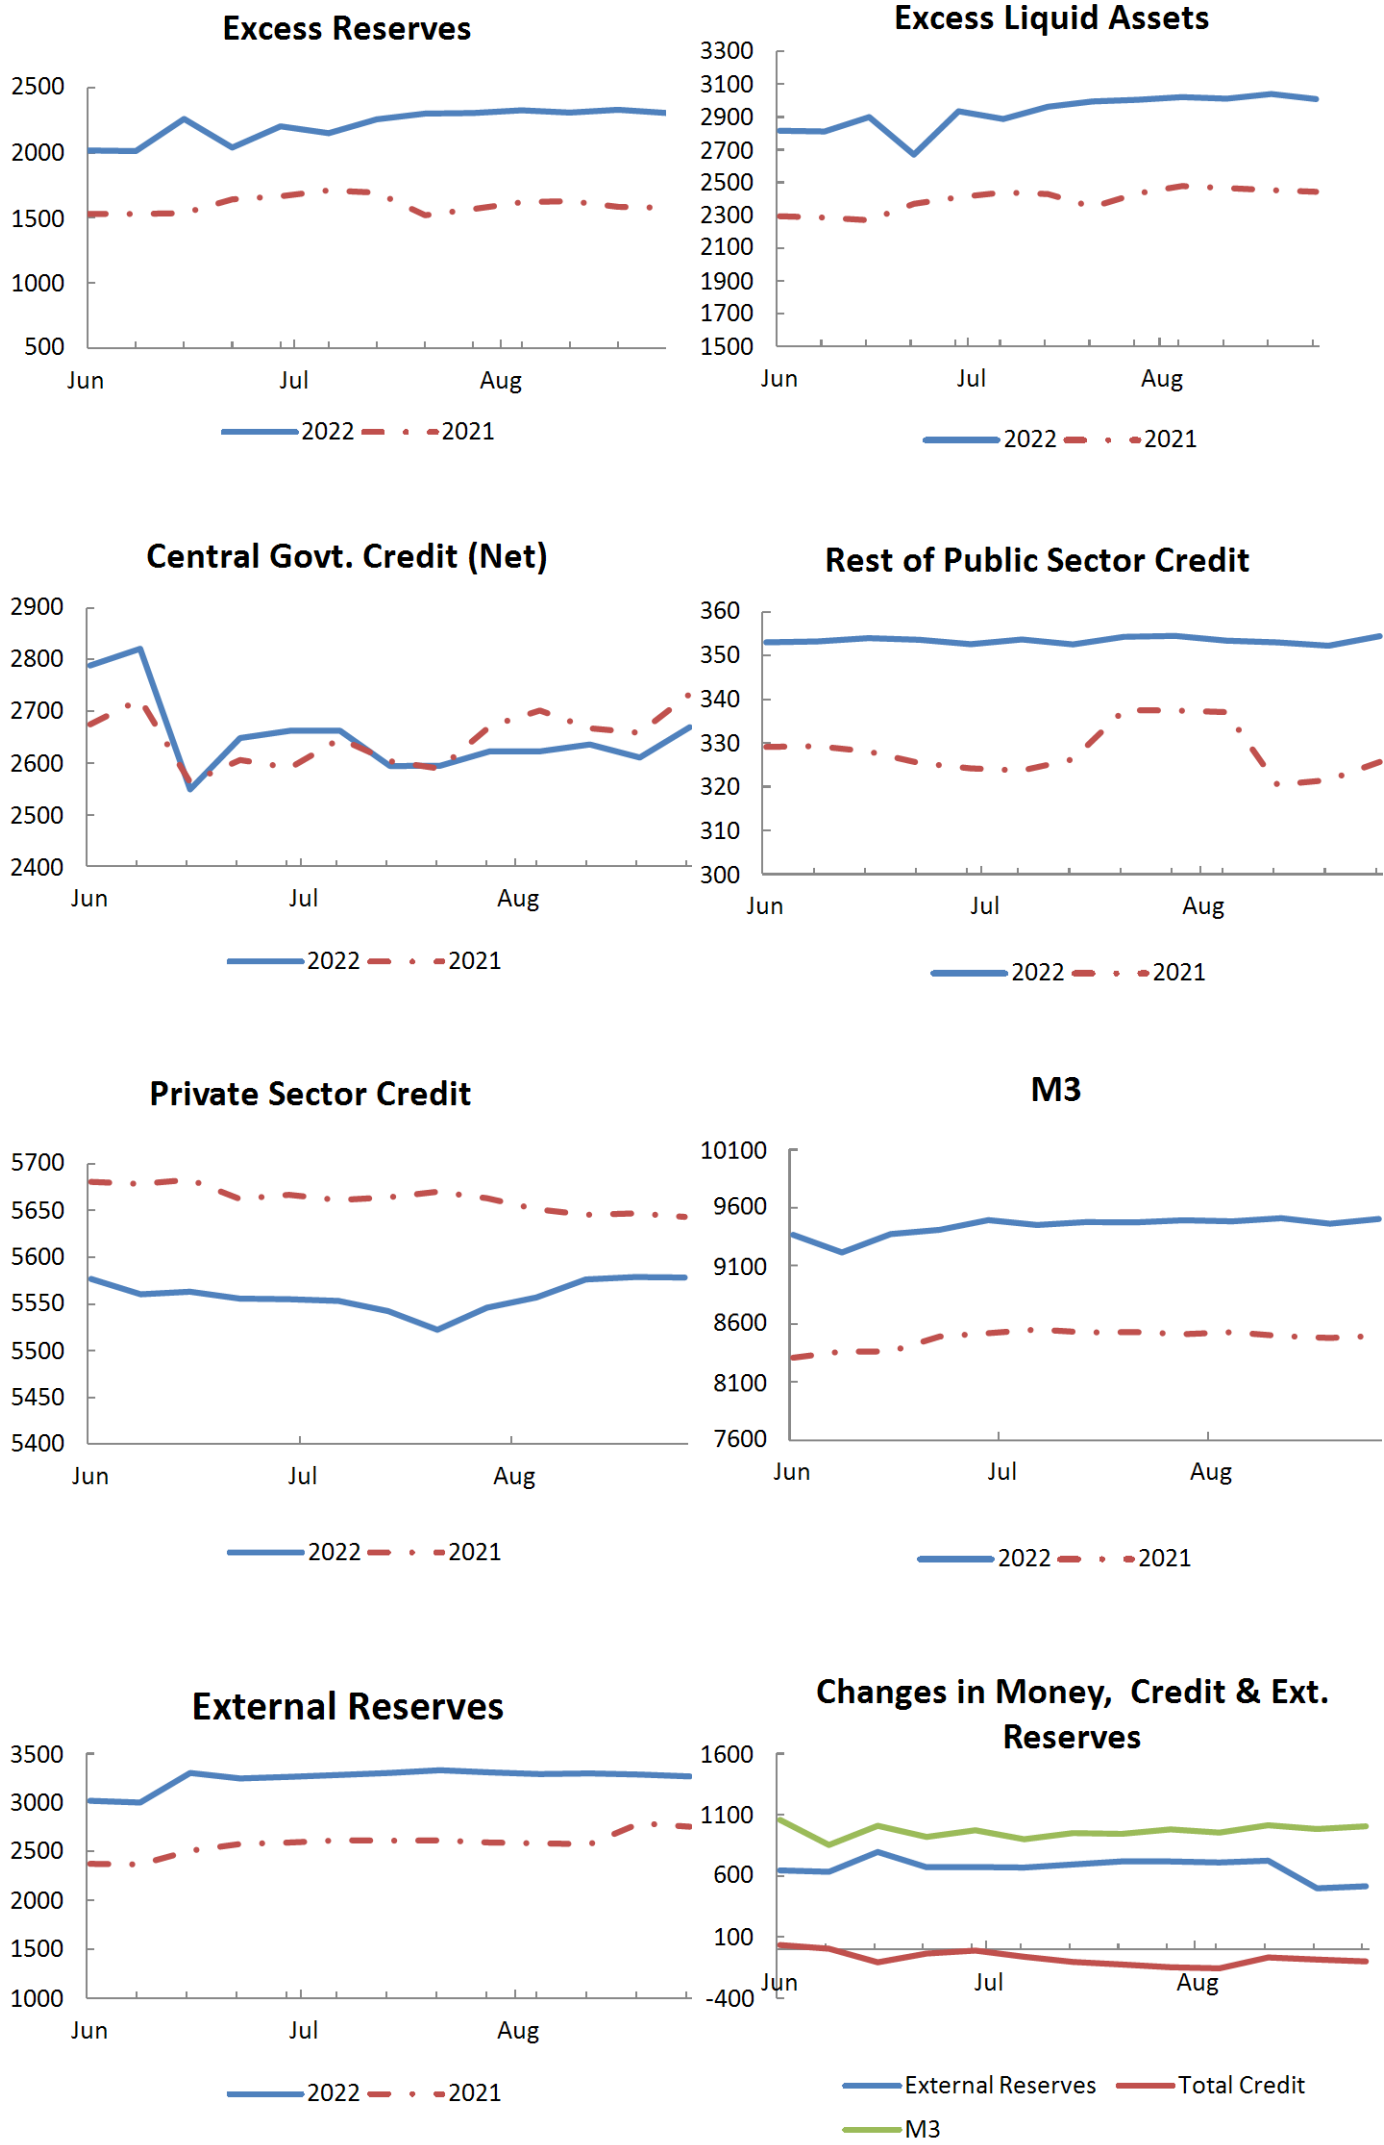 Excess Reserves
2500
2000
1500
1000
500
Jun
Jul
Aug
2022
2021
Excess Liquid Assets
3300
3100
2900
2700
2500
2300
2100
1900
1700
1500
Jun
Jul
Aug
2022
2021
Central Govt. Credit (Net)
2900
2800
2700
2600
2500
2400
Jun
Jul
Aug
2022
2021
Rest of Public Sector Credit
360
350
340
330
320
310
300
Jun
Jul
Aug
2022
2021
Private Sector Credit
5700
5650
5600
5550
5500
5450
5400
Jun
Jul
Aug
2022
2021
M3
10100
9600
9100
8600
8100
7600
Jun
Jul
Aug
2022
2021
External Reserves
3500
3000
2500
2000
1500
1000
Jun
Jul
Aug
2022
2021
Changes in Money, Credit & Ext.
Reserves
1600
1100
600
100
-400
Jun
Jul
Aug
External Reserves
Total Credit
M3